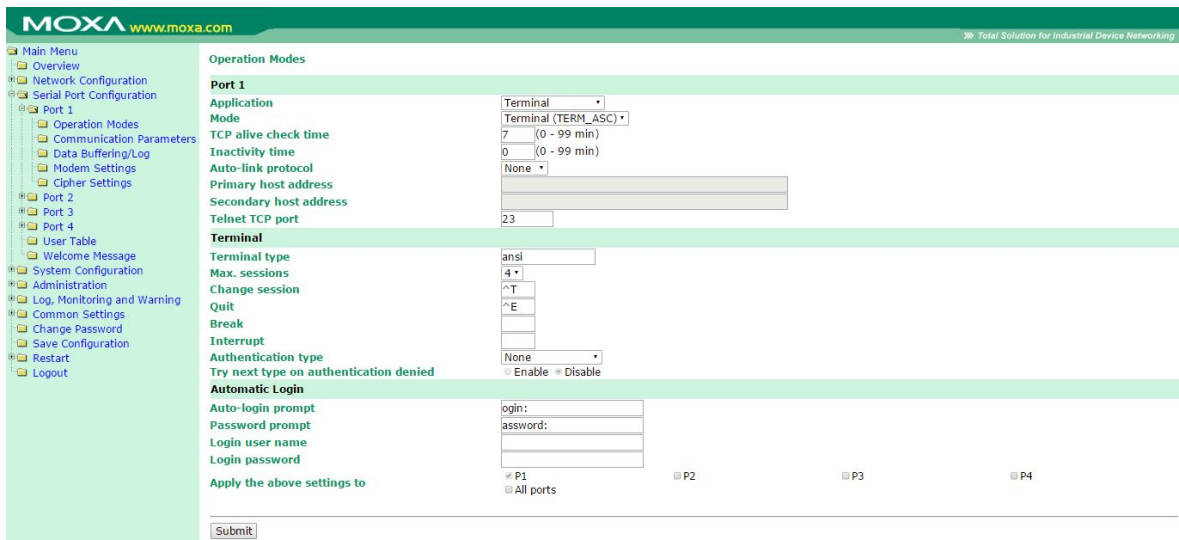 MOXA www.moxa.com
Total Solution for Industrial Device Networking
Main Menu
Overview
Network Configuration
Serial Port Configuration
Port 1
Operation Modes
Communication Parameters
Data Buffering/Log
Modem Settings
Cipher Settings
Port 2
Port 3
Port 4
User Table
Welcome Message
System Configuration
Administration
Log, Monitoring and Warning
Common Settings
Change Password
Save Configuration
Restart
Logout
Operation Modes
Port 1
Application Terminal
Mode Terminal (TERM_ASC)
TCP alive check time 7 (0 - 99 min)
Inactivity time 0 (0 - 99 min)
Auto-link protocol None
Primary host address
Secondary host address
Telnet TCP port 23
Terminal
Terminal type ansi
Max. sessions 4
Change session ^T
Quit ^E
Break
Interrupt
Authentication type None
Try next type on authentication denied Enable Disable
Automatic Login
Auto-login prompt ogin:
Password prompt assword:
Login user name
Login password
Apply the above settings to P1 P2 P3 P4
All ports
Submit